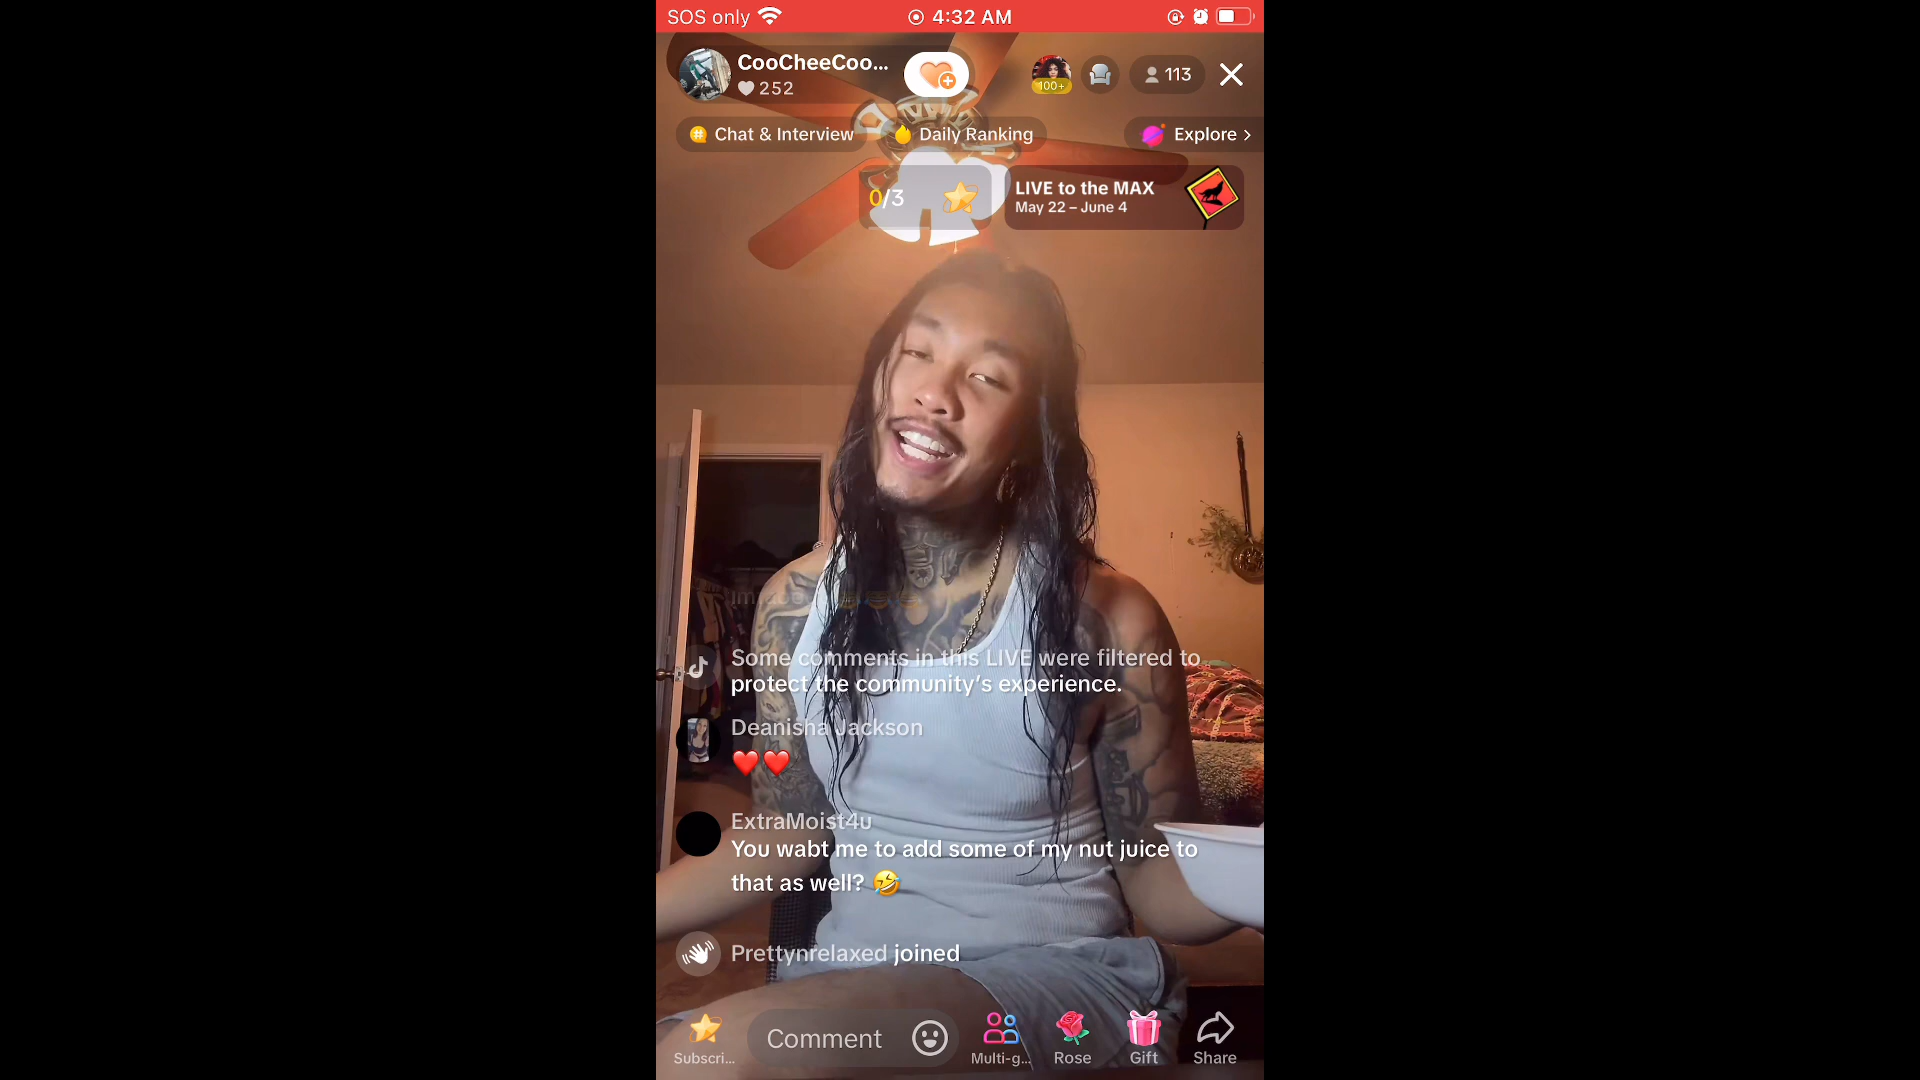 SOS only 4:32 AM
CooCheeCoo...
252
100+
113
Chat & Interview
Daily Ranking
Explore >
0/3
LIVE to the MAX
May 22 – June 4
Some comments in this LIVE were filtered to
protect the community's experience.
Deanisha Jackson
❤️❤️
ExtraMoist4u
You wabt me to add some of my nut juice to
that as well? 🤣
Prettynrelaxed joined
Subscri...
Comment
Multi-g...
Rose
Gift
Share